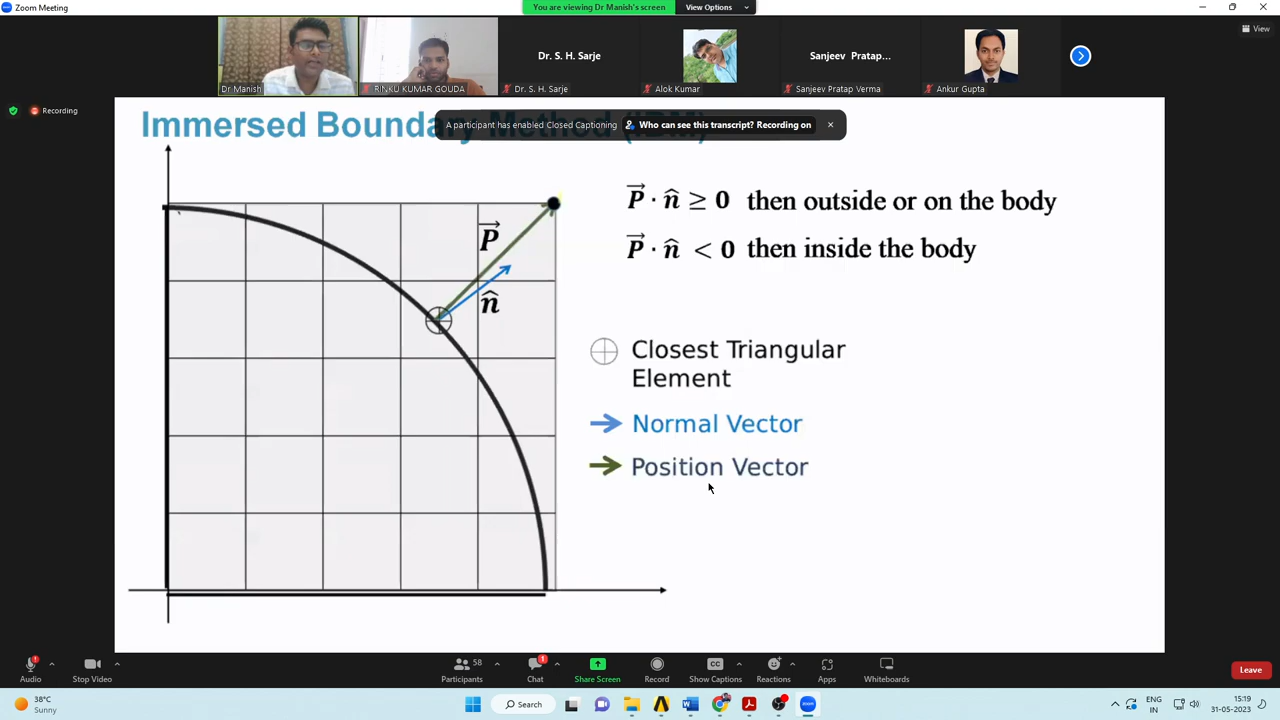 Zoom Meeting
You are viewing Dr Manish's screen
View Options
View
Dr Manish
RINKU KUMAR GOUDA
Dr. S. H. Sarje
Dr. S. H. Sarje
Alok Kumar
Sanjeev Pratap...
Sanjeev Pratap Verma
Ankur Gupta
Recording
Immersed Bounda
A participant has enabled Closed Captioning
Who can see this transcript? Recording on
P⃗ · n̂ ≥ 0 then outside or on the body
P⃗ · n̂ < 0 then inside the body
P⃗
n̂
Closest Triangular
Element
Normal Vector
Position Vector
Audio
Stop Video
58
Participants
1
Chat
Share Screen
Record
CC
Show Captions
Reactions
Apps
Whiteboards
Leave
38°C
Sunny
Search
ENG
IN
15:19
31-05-2023